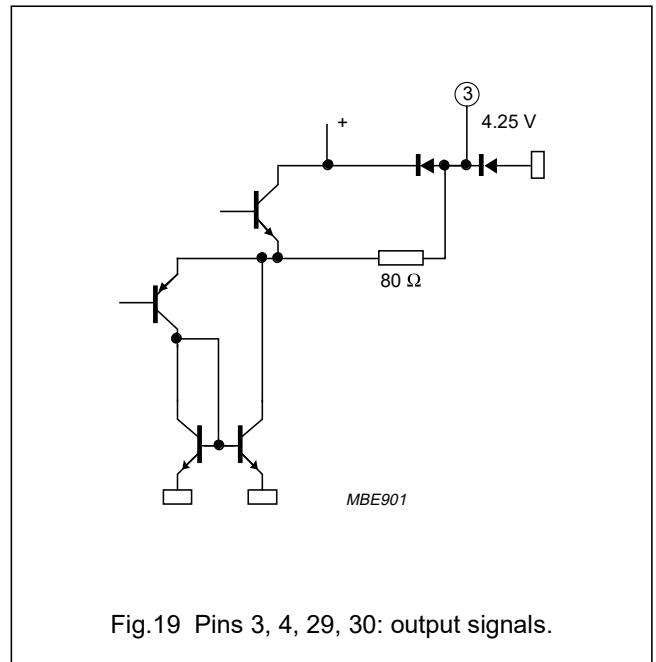 3
4.25 V
+
80 Ω
MBE901
Fig.19 Pins 3, 4, 29, 30: output signals.